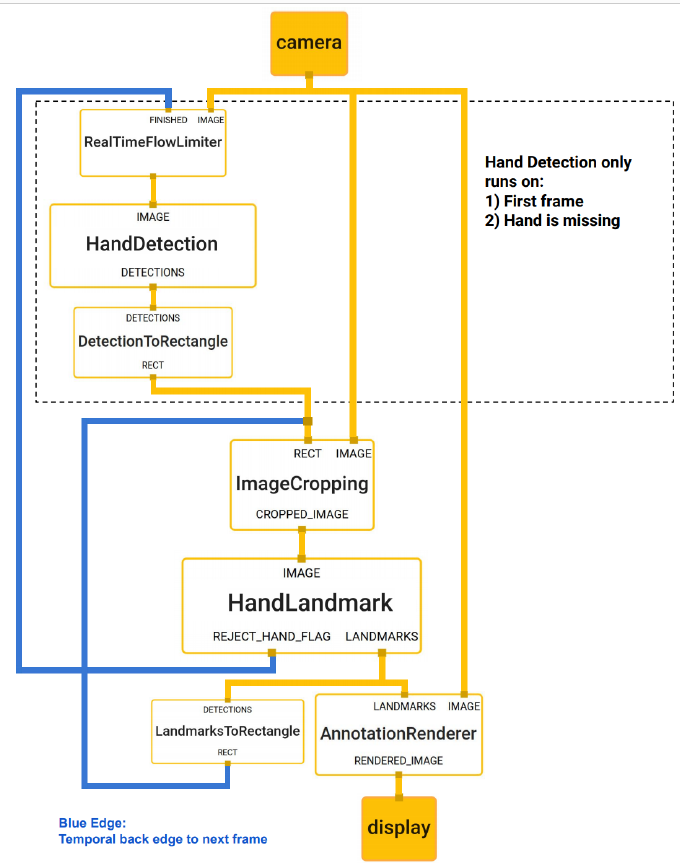 camera
FINISHED IMAGE
RealTimeFlowLimiter
Hand Detection only
runs on:
1) First frame
2) Hand is missing
IMAGE
HandDetection
DETECTIONS
DETECTIONS
DetectionToRectangle
RECT
RECT IMAGE
ImageCropping
CROPPED_IMAGE
IMAGE
HandLandmark
REJECT_HAND_FLAG LANDMARKS
DETECTIONS
LandmarksToRectangle
RECT
LANDMARKS IMAGE
AnnotationRenderer
RENDERED_IMAGE
display
Blue Edge:
Temporal back edge to next frame